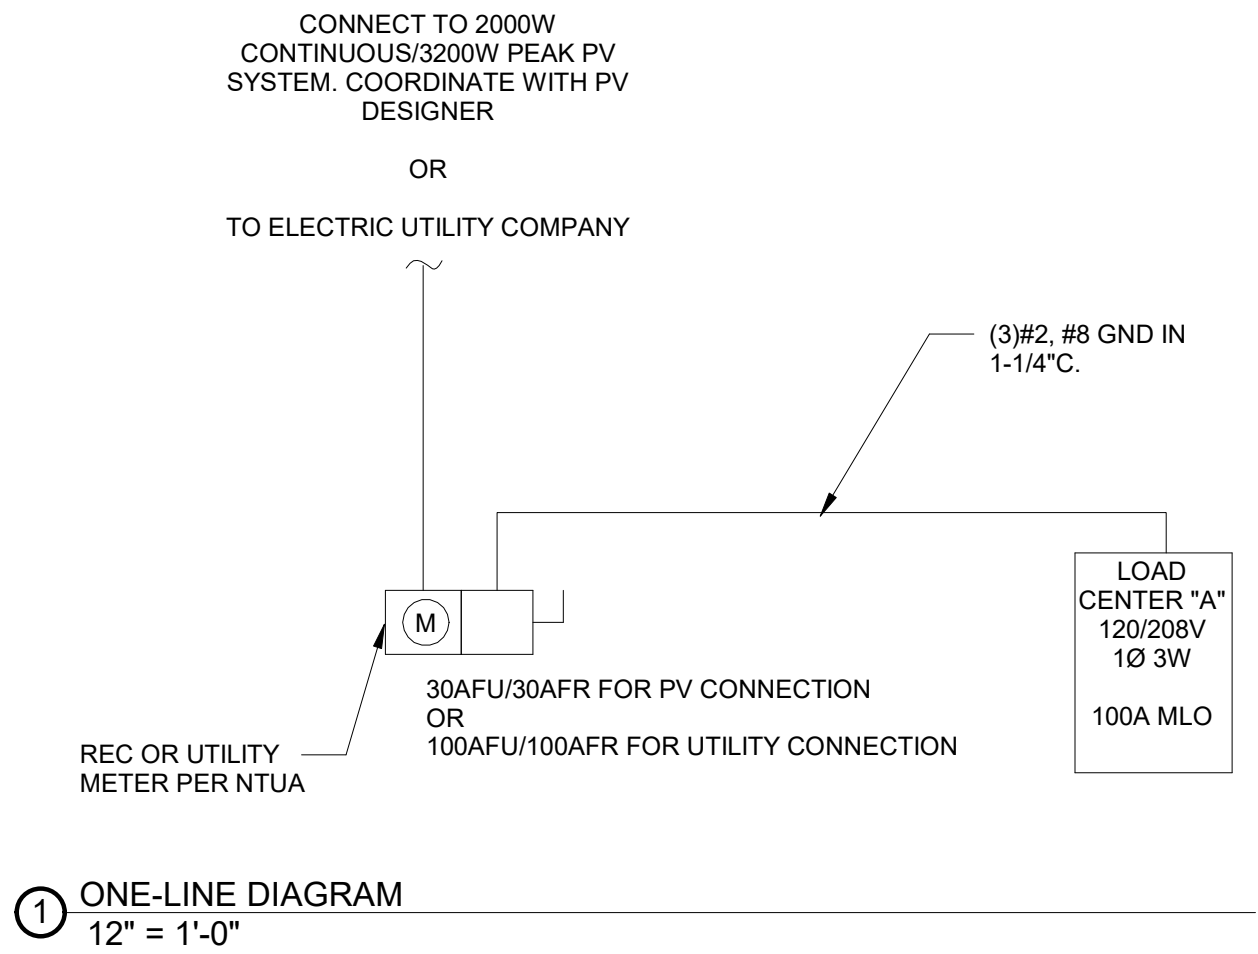 CONNECT TO 2000W
CONTINUOUS/3200W PEAK PV
SYSTEM. COORDINATE WITH PV
DESIGNER
OR
TO ELECTRIC UTILITY COMPANY
(3)#2, #8 GND IN
1-1/4"C.
M
LOAD
CENTER "A"
120/208V
1Ø 3W
100A MLO
30AFU/30AFR FOR PV CONNECTION
OR
100AFU/100AFR FOR UTILITY CONNECTION
REC OR UTILITY
METER PER NTUA
1
ONE-LINE DIAGRAM
12" = 1'-0"